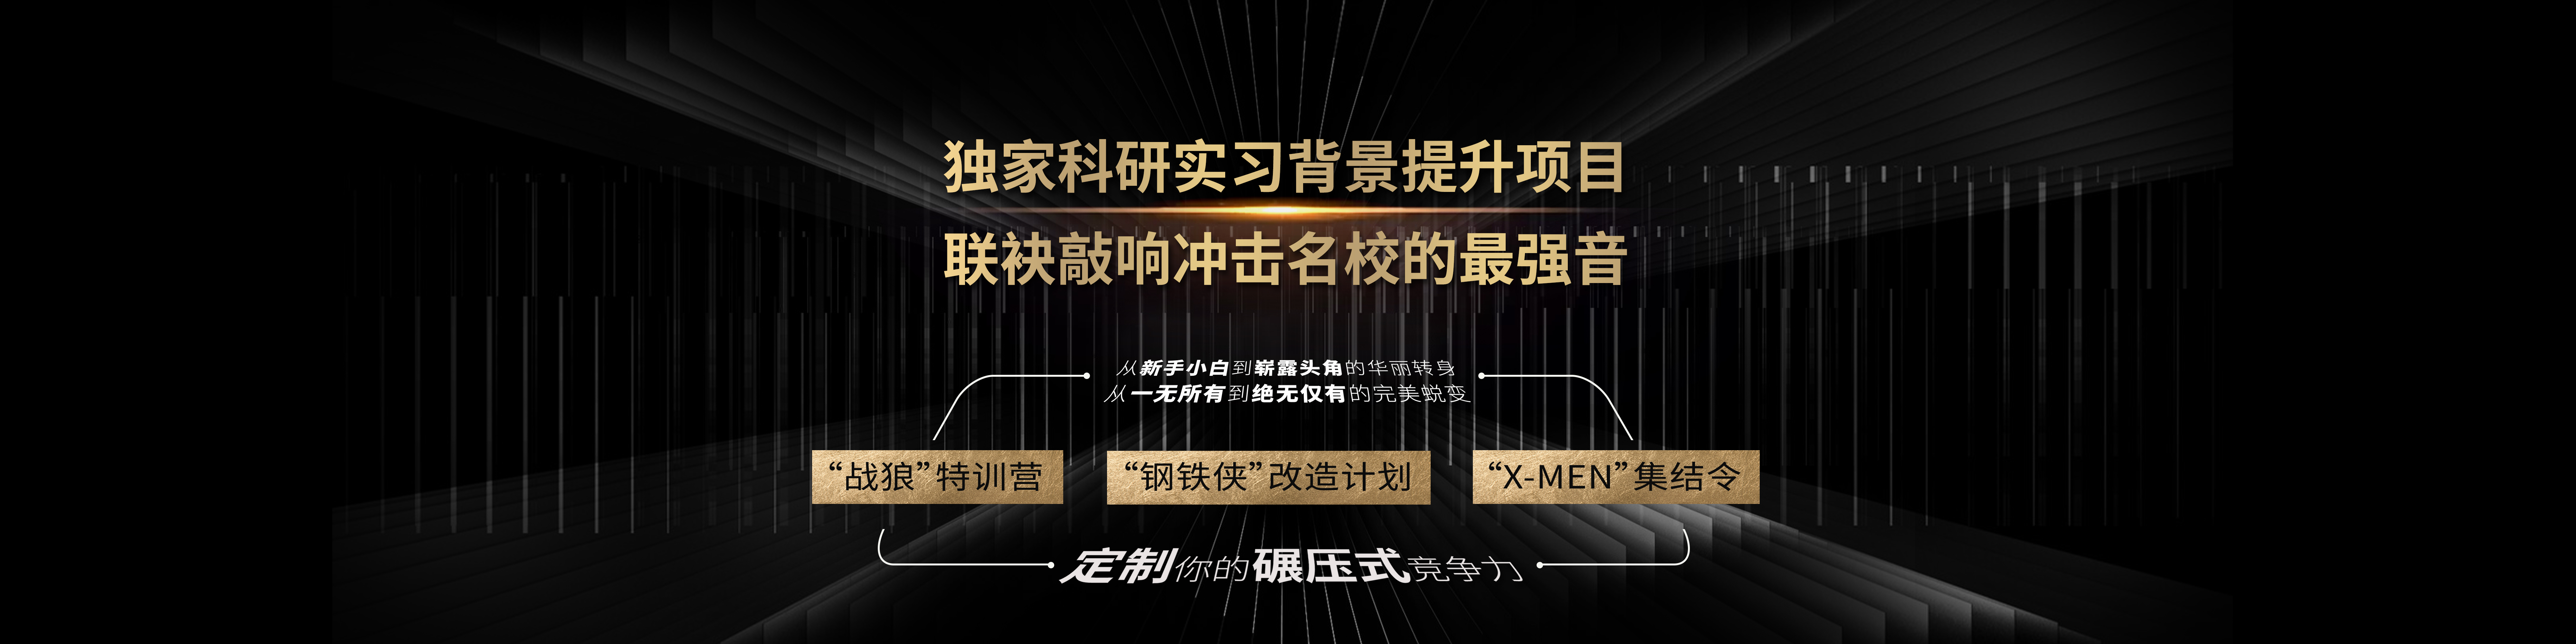 独家科研实习背景提升项目
联袂敲响冲击名校的最强音
从新手小白到崭露头角的华丽转身
从一无所有到绝无仅有的完美蜕变
“战狼”特训营
“钢铁侠”改造计划
“X-MEN”集结令
定制你的碾压式竞争力